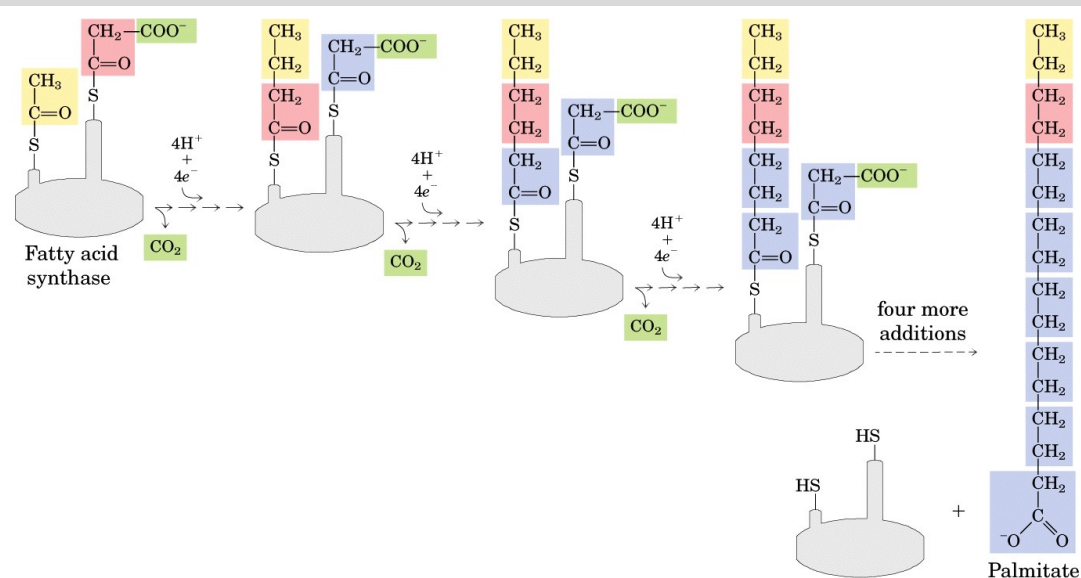 CH₃
C=O
S
CH₂—COO⁻
C=O
S
Fatty acid
synthase
4H⁺
+
4e⁻
CO₂
CH₃
CH₂
CH₂
C=O
S
CH₂—COO⁻
C=O
S
4H⁺
+
4e⁻
CO₂
CH₃
CH₂
CH₂
CH₂
CH₂
C=O
S
CH₂—COO⁻
C=O
S
4H⁺
+
4e⁻
CO₂
CH₃
CH₂
CH₂
CH₂
CH₂
CH₂
CH₂
C=O
S
CH₂—COO⁻
C=O
S
four more
additions
HS
HS
+
CH₃
CH₂
CH₂
CH₂
CH₂
CH₂
CH₂
CH₂
CH₂
CH₂
CH₂
CH₂
CH₂
CH₂
CH₂
C
⁻O O
Palmitate